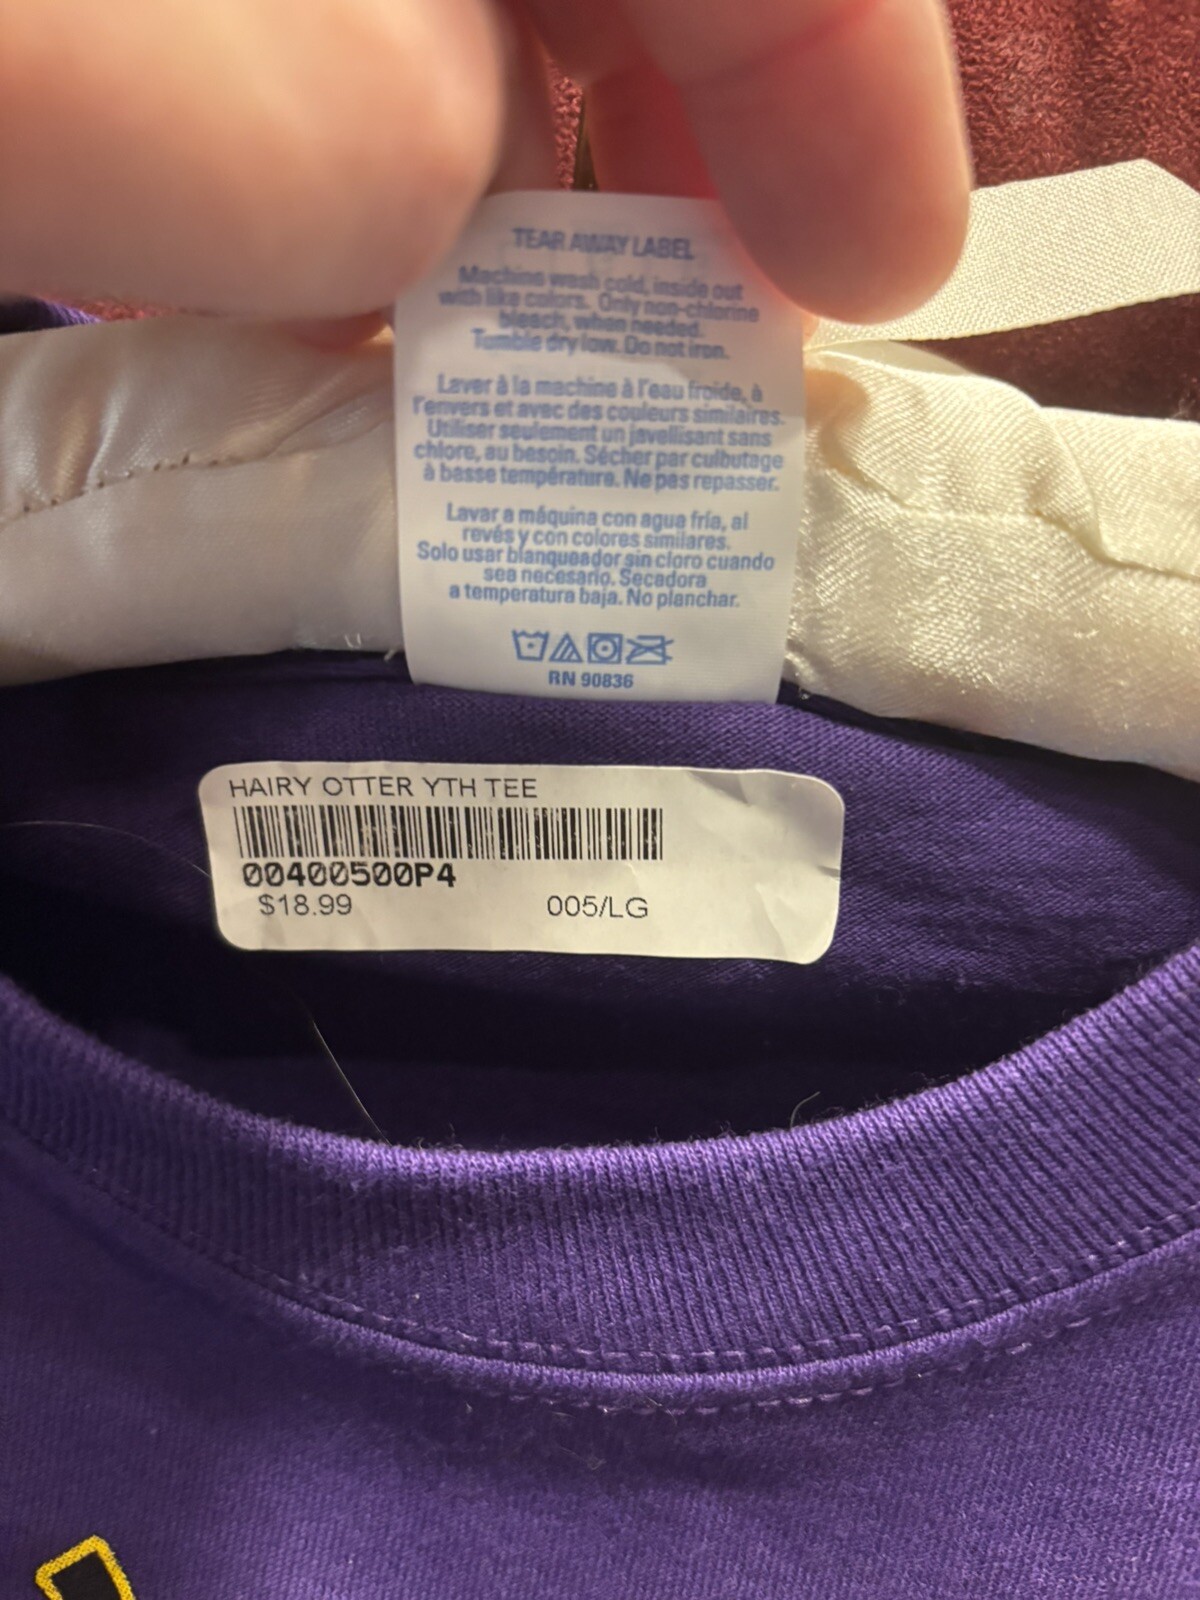 TEAR AWAY LABEL
Machine wash cold, inside out
with like colors. Only non-chlorine
bleach, when needed.
Tumble dry low. Do not iron.
Laver à la machine à l'eau froide, à
l'envers et avec des couleurs similaires.
Utiliser seulement un javellisant sans
chlore, au besoin. Sécher par culbutage
à basse température. Ne pas repasser.
Lavar a máquina con agua fría, al
revés y con colores similares.
Solo usar blanqueador sin cloro cuando
sea necesario. Secadora
a temperatura baja. No planchar.
RN 90836
HAIRY OTTER YTH TEE
00400500P4
$18.99 005/LG